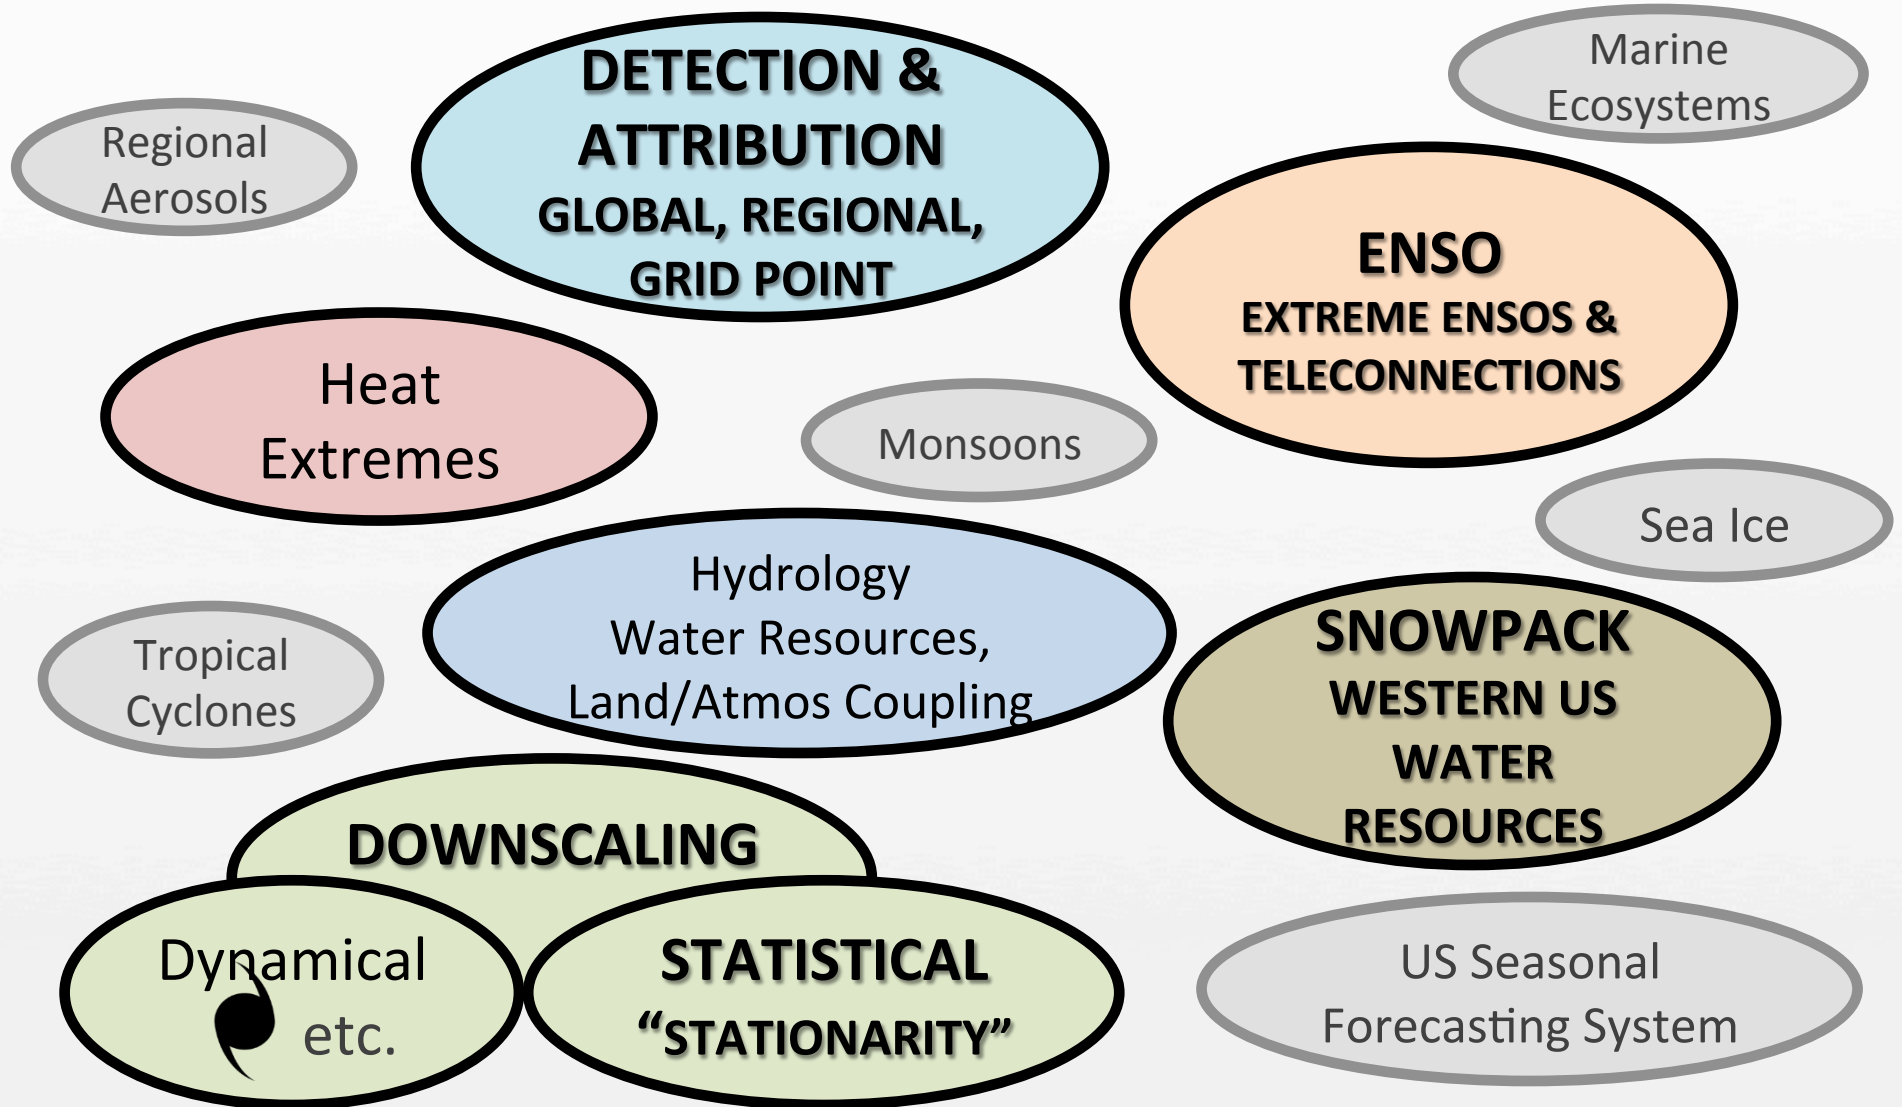 DETECTION &
ATTRIBUTION
GLOBAL, REGIONAL,
GRID POINT
Marine
Ecosystems
Regional
Aerosols
ENSO
EXTREME ENSOS &
TELECONNECTIONS
Heat
Extremes
Monsoons
Sea Ice
Hydrology
Water Resources,
Land/Atmos Coupling
Tropical
Cyclones
SNOWPACK
WESTERN US
WATER
RESOURCES
DOWNSCALING
Dynamical
etc.
STATISTICAL
“STATIONARITY”
US Seasonal
Forecasting System